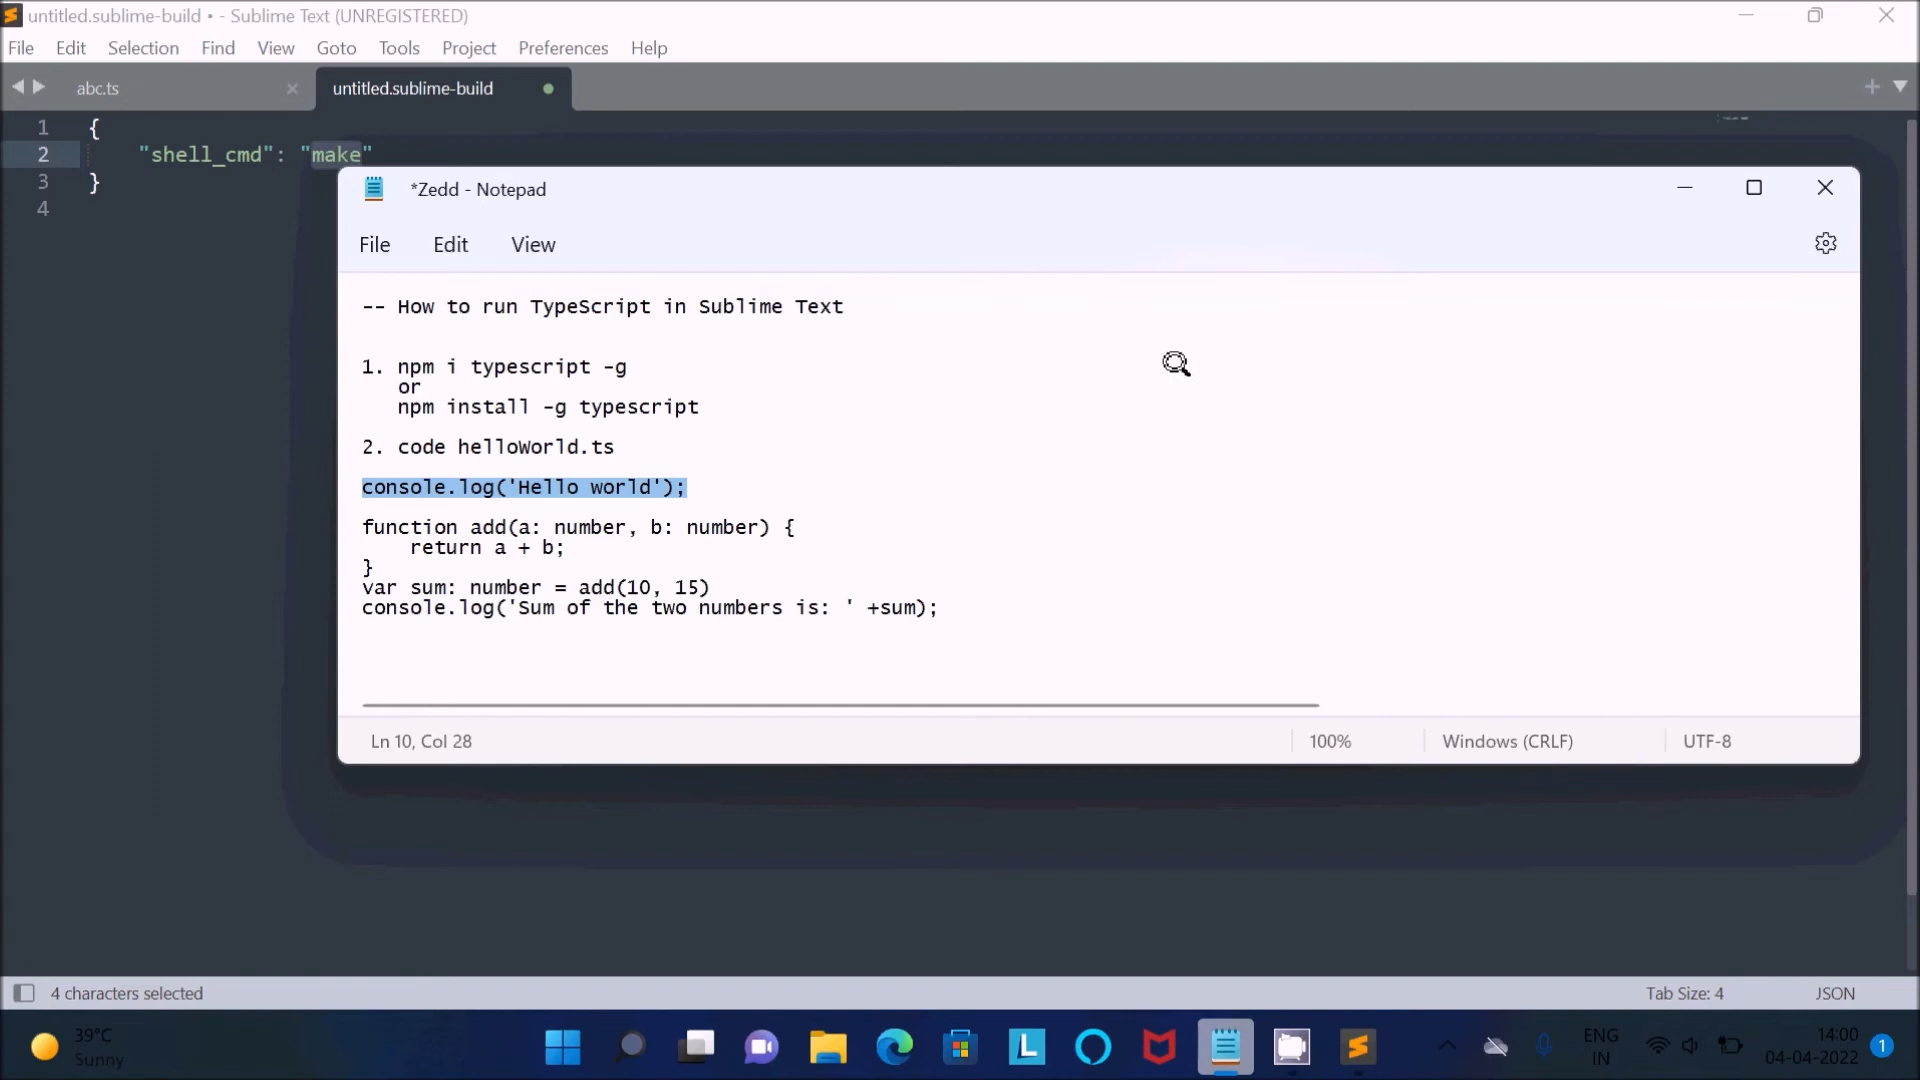 untitled.sublime-build • - Sublime Text (UNREGISTERED)
File Edit Selection Find View Goto Tools Project Preferences Help
abc.ts
untitled.sublime-build
1 {
2 "shell_cmd": "make"
3 }
4
*Zedd - Notepad
File Edit View
-- How to run TypeScript in Sublime Text
1. npm i typescript -g
or
npm install -g typescript
2. code helloWorld.ts
console.log('Hello world');
function add(a: number, b: number) {
return a + b;
}
var sum: number = add(10, 15)
console.log('Sum of the two numbers is: ' +sum);
Ln 10, Col 28
100%
Windows (CRLF)
UTF-8
4 characters selected
Tab Size: 4
JSON
39°C
Sunny
L
ENG
IN
14:00
04-04-2022
1